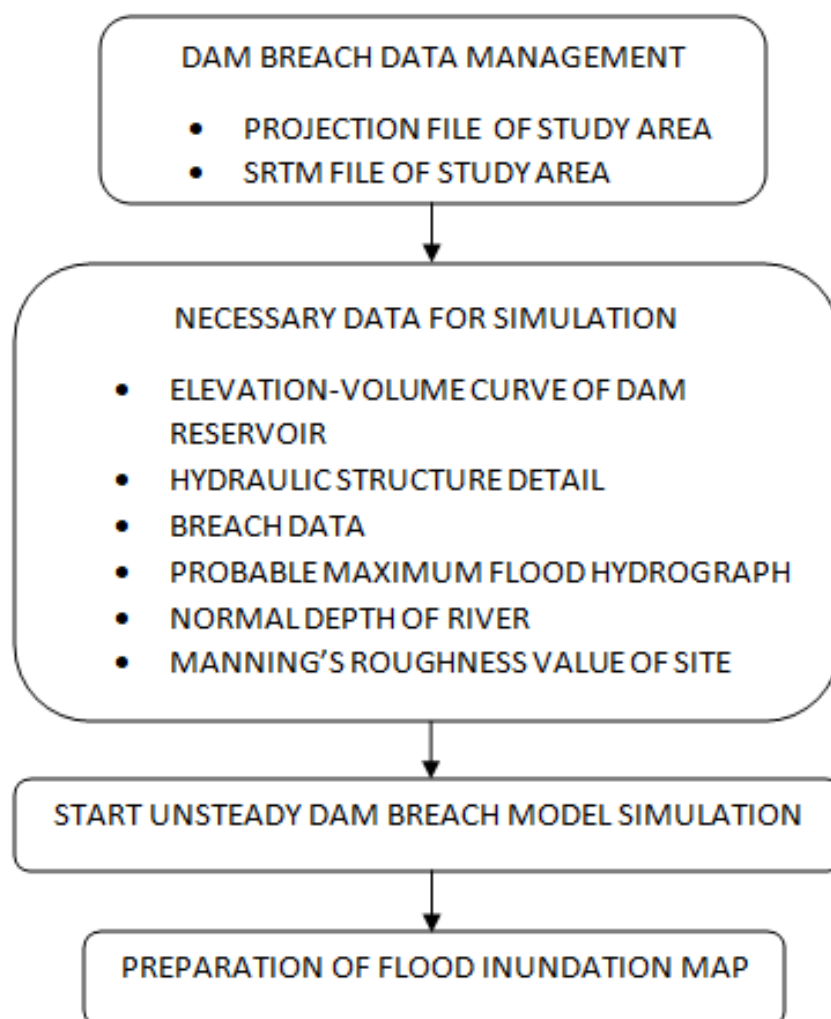 DAM BREACH DATA MANAGEMENT
• PROJECTION FILE OF STUDY AREA
• SRTM FILE OF STUDY AREA
NECESSARY DATA FOR SIMULATION
• ELEVATION-VOLUME CURVE OF DAM
RESERVOIR
• HYDRAULIC STRUCTURE DETAIL
• BREACH DATA
• PROBABLE MAXIMUM FLOOD HYDROGRAPH
• NORMAL DEPTH OF RIVER
• MANNING’S ROUGHNESS VALUE OF SITE
START UNSTEADY DAM BREACH MODEL SIMULATION
PREPARATION OF FLOOD INUNDATION MAP